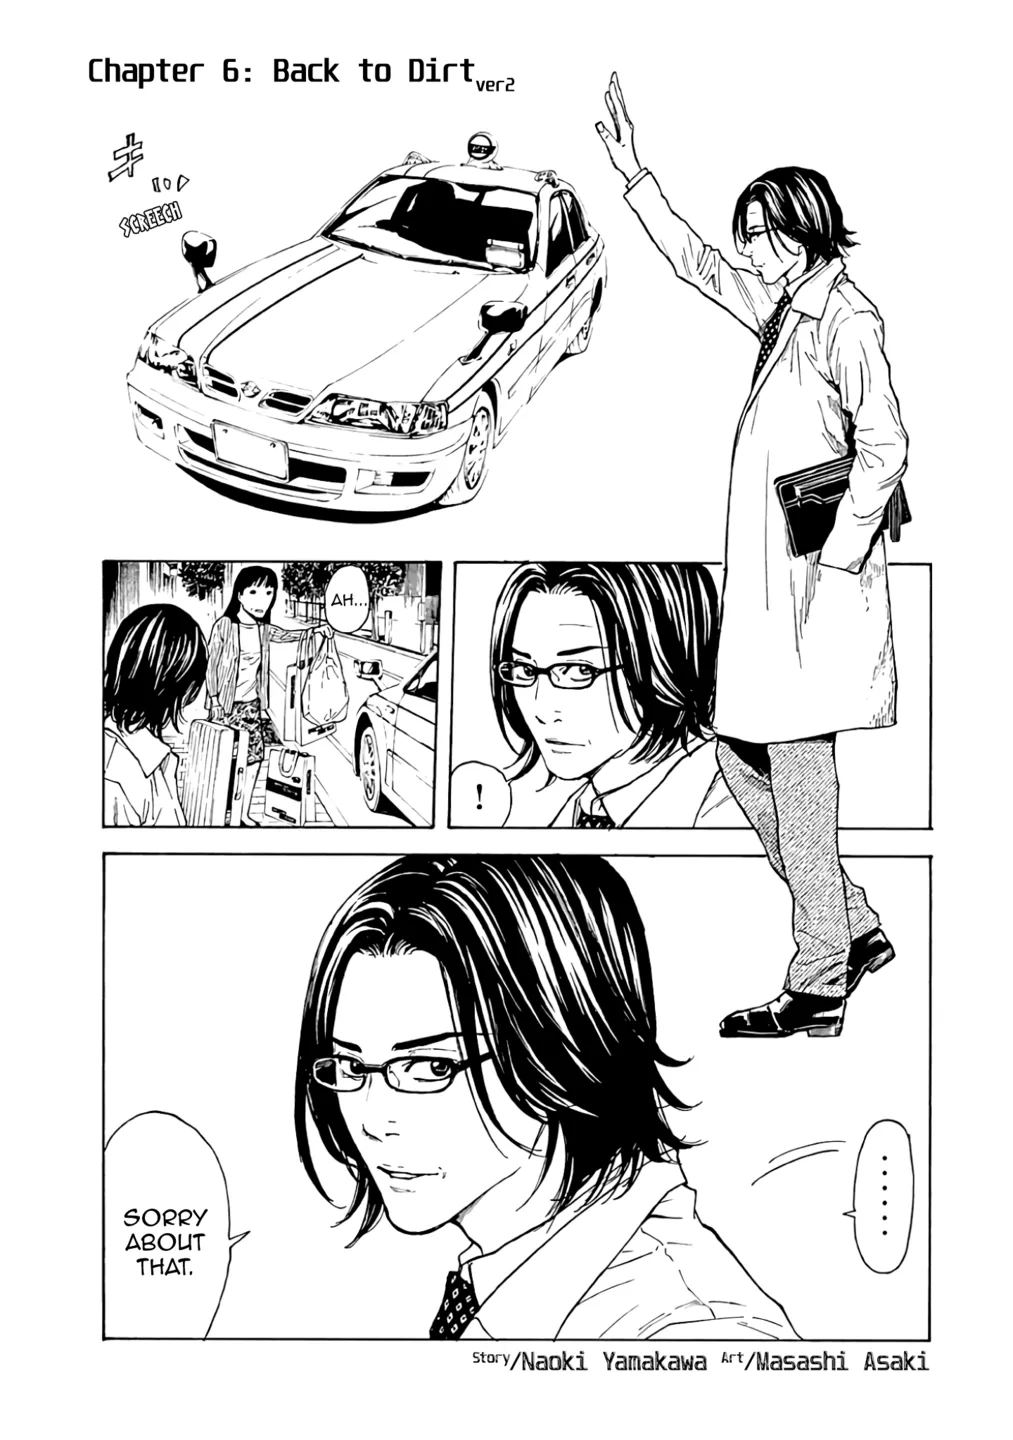 Chapter 6: Back to Dirt ver2
キ
SCREECH
AH...
!
SORRY
ABOUT
THAT.
......
Story/Naoki Yamakawa Art/Masashi Asaki